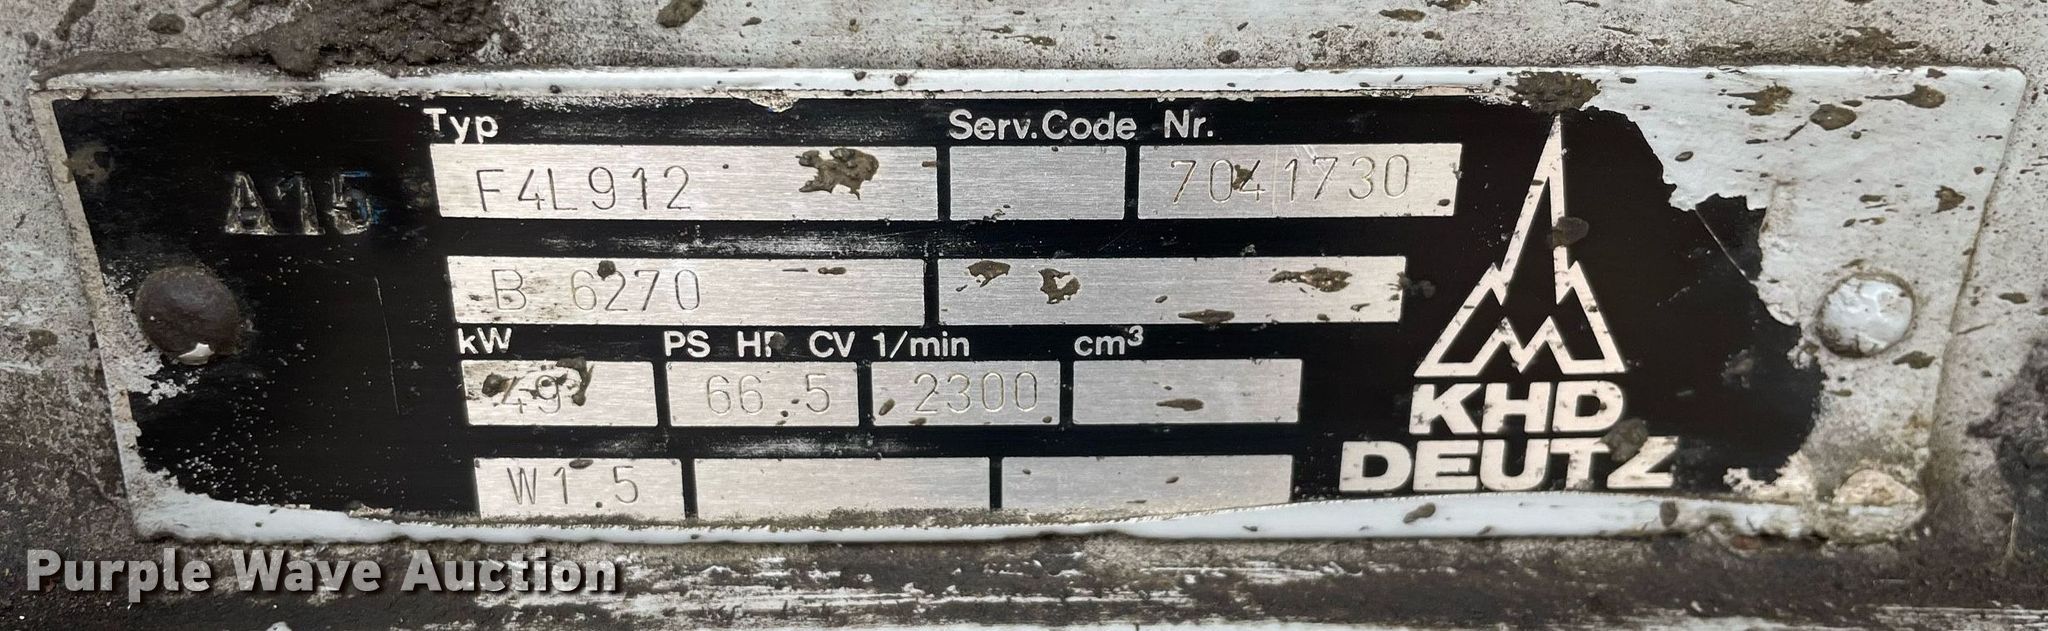 Typ Serv.Code Nr.
A15 F4L912 7041730
B 6270
kW PS HP CV 1/min cm³
49 66.5 2300
W1.5
KHD
DEUTZ
Purple Wave Auction